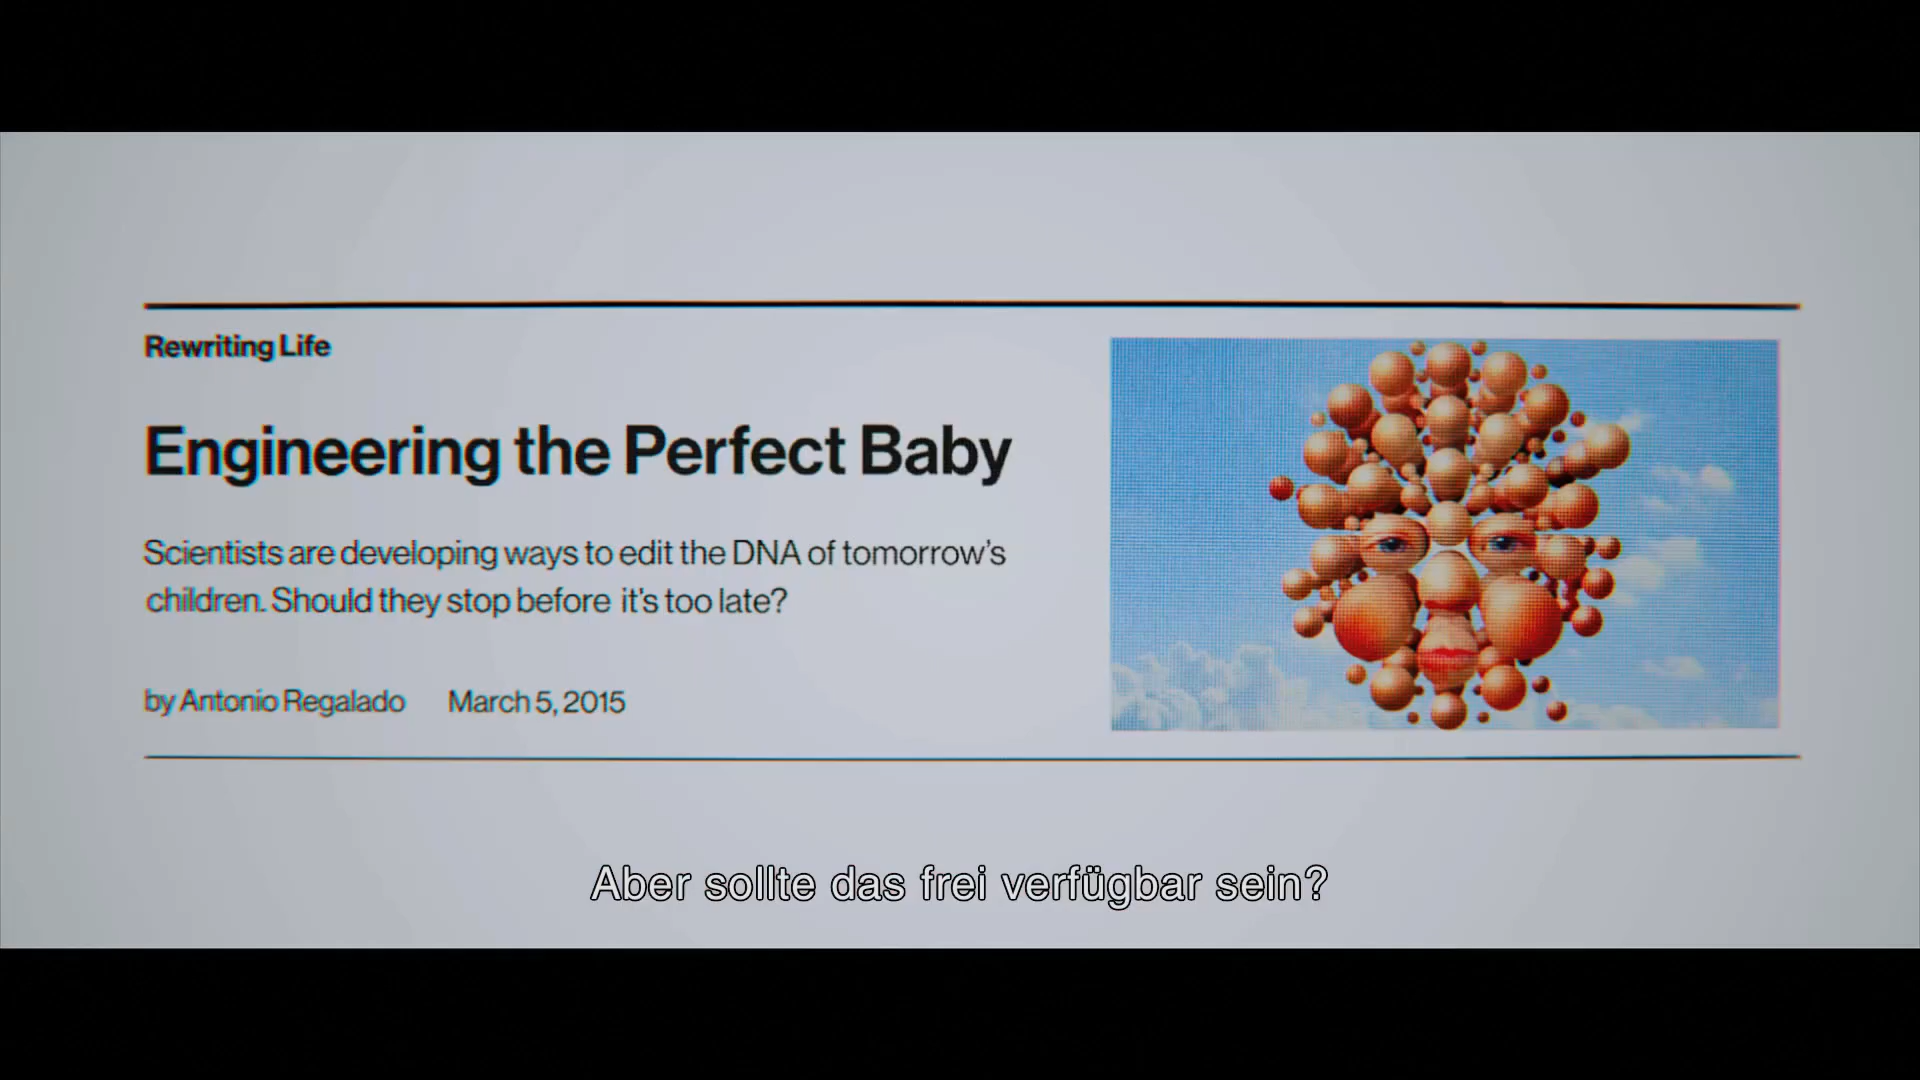 Rewriting Life
Engineering the Perfect Baby
Scientists are developing ways to edit the DNA of tomorrow's
children. Should they stop before it's too late?
by Antonio Regalado March 5, 2015
Aber sollte das frei verfügbar sein?